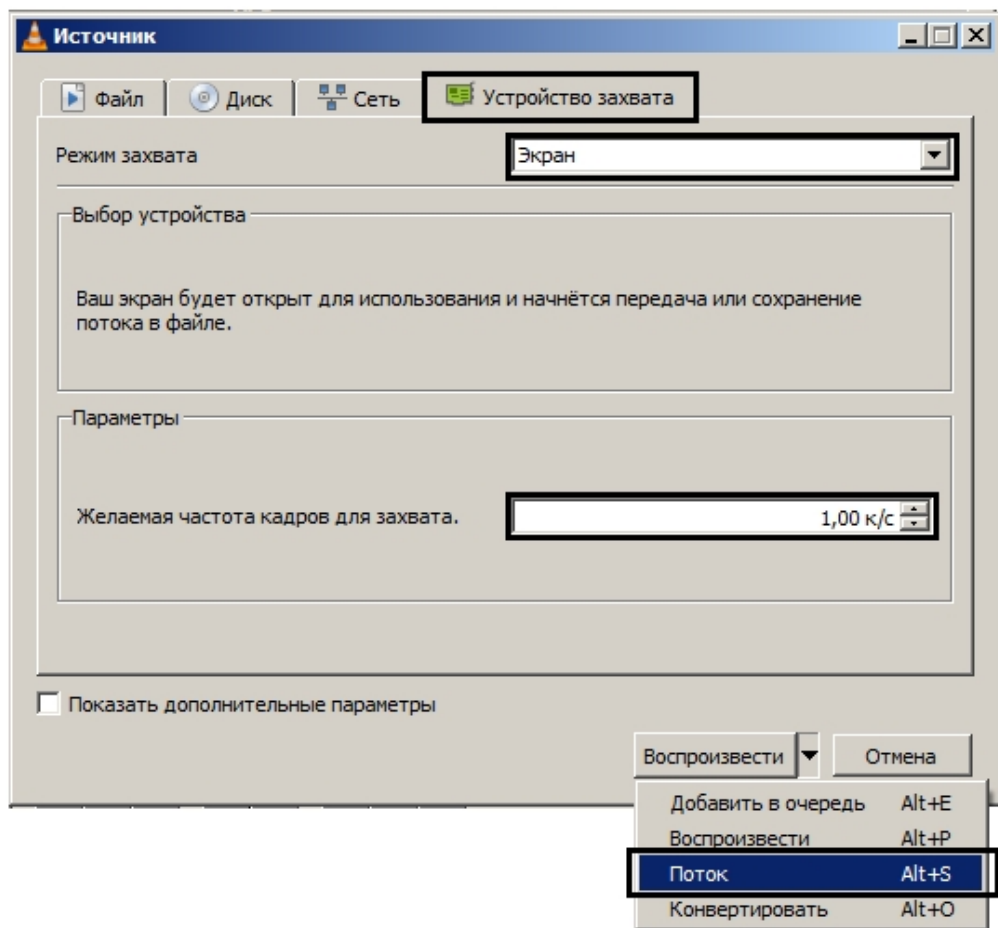 Источник
Файл
Диск
Сеть
Устройство захвата
Режим захвата
Экран
Выбор устройства
Ваш экран будет открыт для использования и начнётся передача или сохранение
потока в файле.
Параметры
Желаемая частота кадров для захвата.
1,00 к/с
Показать дополнительные параметры
Воспроизвести
Отмена
Добавить в очередь Alt+E
Воспроизвести Alt+P
Поток Alt+S
Конвертировать Alt+O